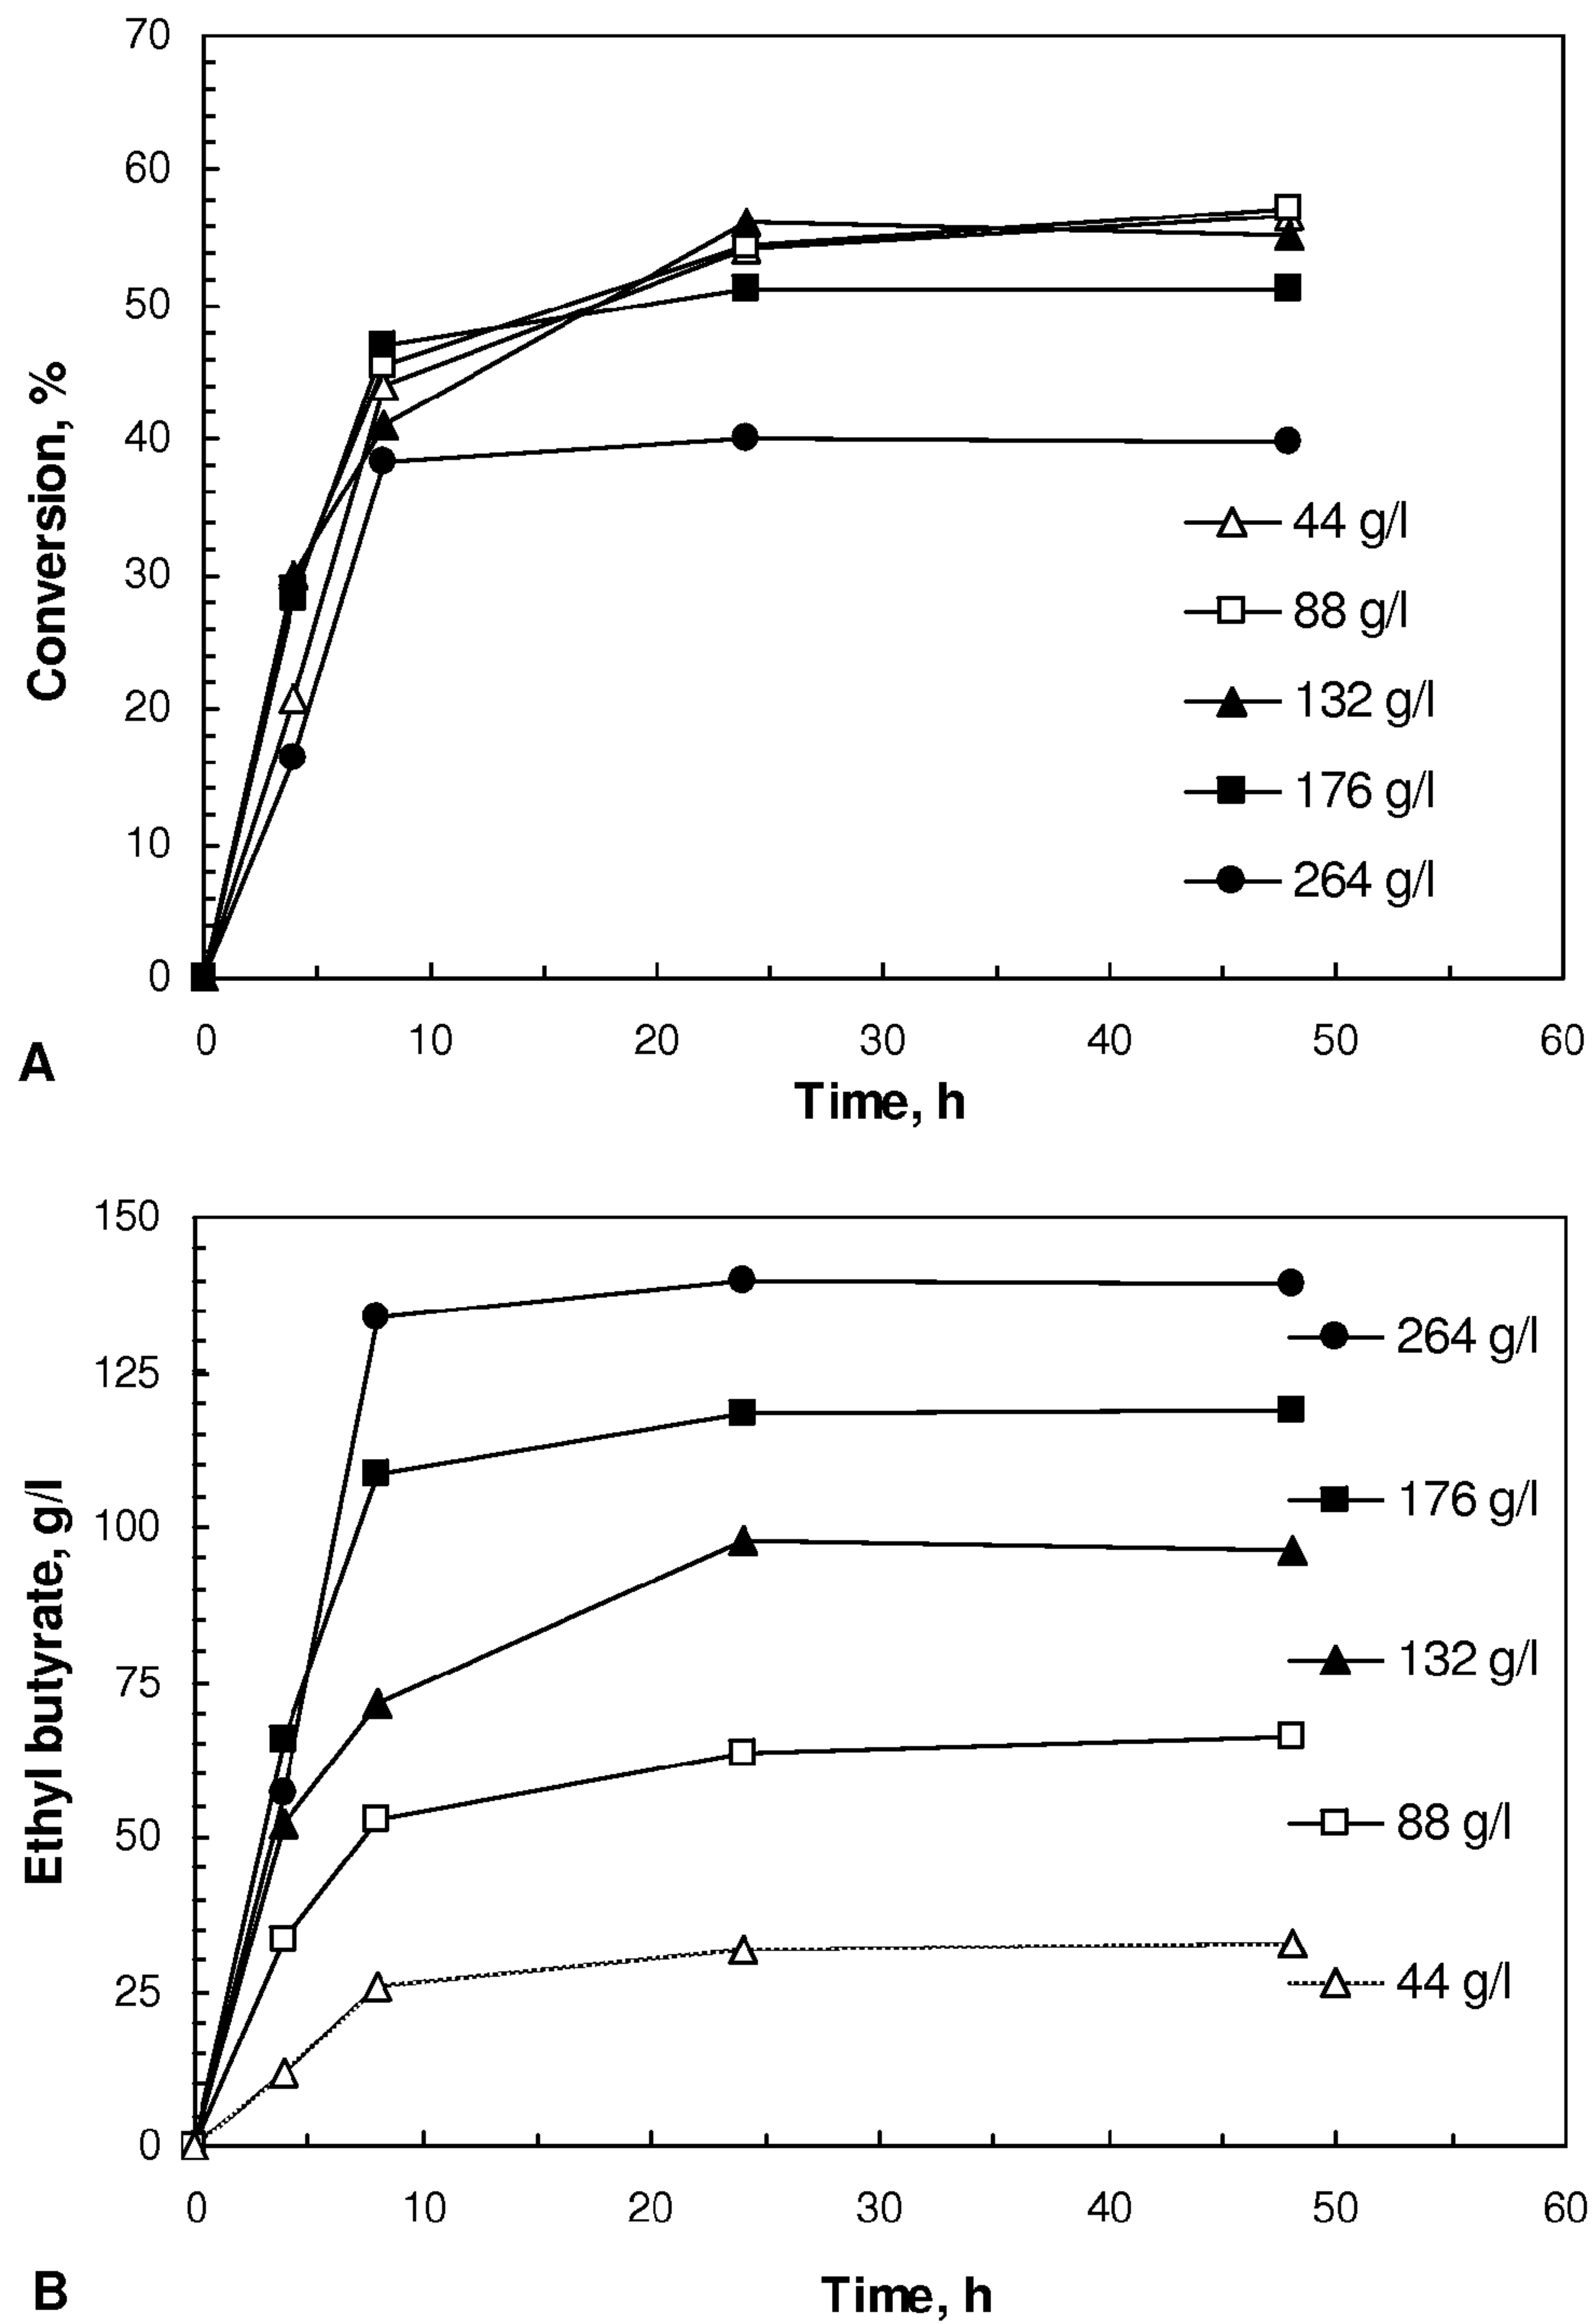 70
60
50
40
30
20
10
0
Conversion, %
44 g/l
88 g/l
132 g/l
176 g/l
264 g/l
0 10 20 30 40 50 60
A
Time, h
150
125
100
75
50
25
0
Ethyl butyrate, g/l
264 g/l
176 g/l
132 g/l
88 g/l
44 g/l
0 10 20 30 40 50 60
B
Time, h